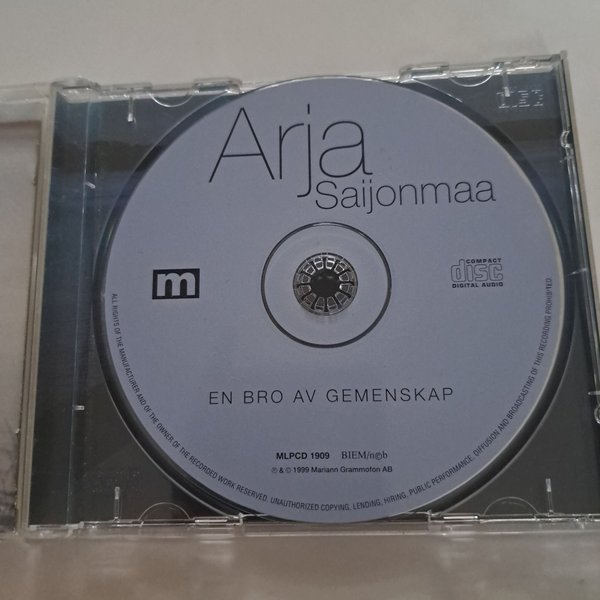 Arja
Saijonmaa
m
COMPACT
disc
DIGITAL AUDIO
EN BRO AV GEMENSKAP
MLPCD 1909 BIEM/n©b
℗ & © 1999 Mariann Grammofon AB
ALL RIGHTS OF THE MANUFACTURER AND OF THE OWNER OF THE RECORDED WORK RESERVED. UNAUTHORIZED COPYING, LENDING, HIRING, PUBLIC PERFORMANCE, DIFFUSION AND BROADCASTING OF THIS RECORDING PROHIBITED.